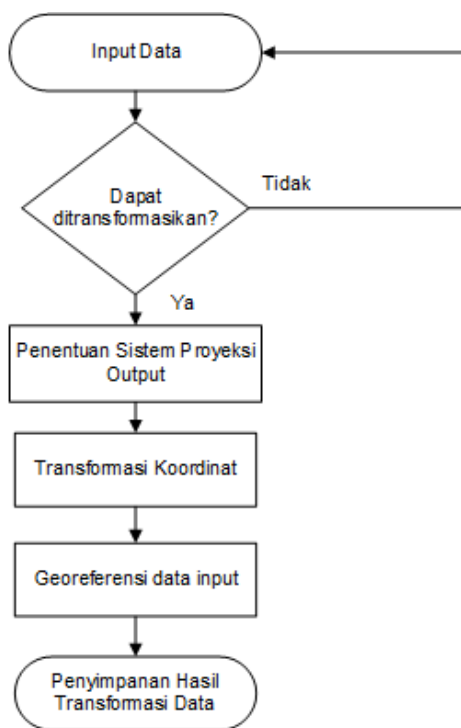 Input Data
Dapat
ditransformasikan?
Tidak
Ya
Penentuan Sistem Proyeksi
Output
Transformasi Koordinat
Georeferensi data input
Penyimpanan Hasil
Transformasi Data